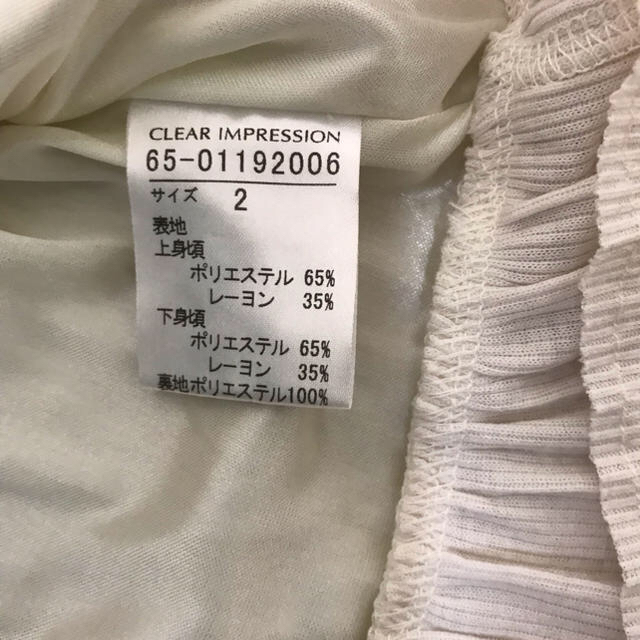 CLEAR IMPRESSION
65-01192006
サイズ 2
表地
上身頃
ポリエステル 65%
レーヨン 35%
下身頃
ポリエステル 65%
レーヨン 35%
裏地ポリエステル100%